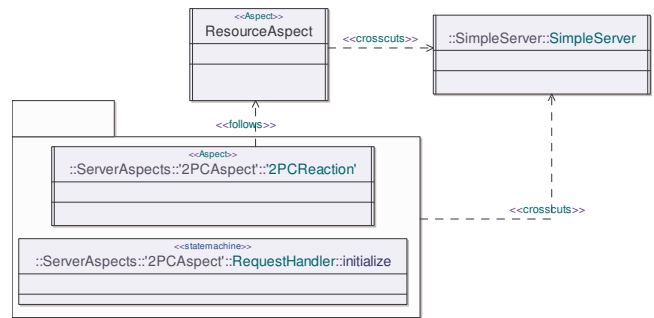 <<Aspect>>
ResourceAspect
<<crosscuts>>
::SimpleServer::SimpleServer
<<follows>>
<<Aspect>>
::ServerAspects::'2PCAspect'::'2PCReaction'
<<crosscuts>>
<<statemachine>>
::ServerAspects::'2PCAspect'::RequestHandler::initialize